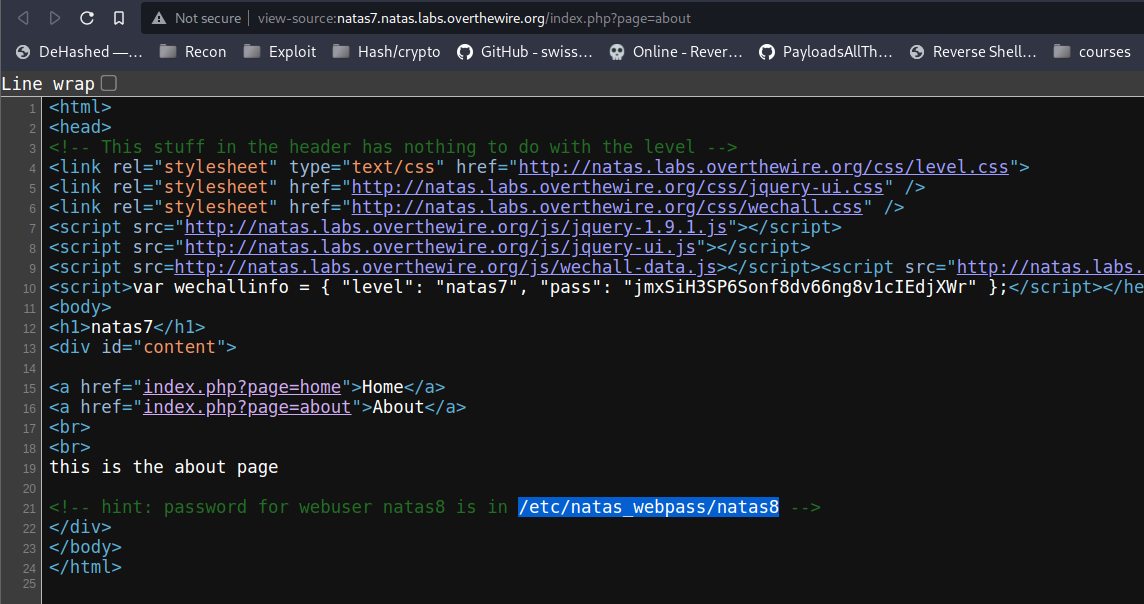 Not secure | view-source:natas7.natas.labs.overthewire.org/index.php?page=about
DeHashed —... Recon Exploit Hash/crypto GitHub - swiss... Online - Rever... PayloadsAllTh... Reverse Shell... courses
Line wrap
1 <html>
2 <head>
3 <!-- This stuff in the header has nothing to do with the level -->
4 <link rel="stylesheet" type="text/css" href="http://natas.labs.overthewire.org/css/level.css">
5 <link rel="stylesheet" href="http://natas.labs.overthewire.org/css/jquery-ui.css" />
6 <link rel="stylesheet" href="http://natas.labs.overthewire.org/css/wechall.css" />
7 <script src="http://natas.labs.overthewire.org/js/jquery-1.9.1.js"></script>
8 <script src="http://natas.labs.overthewire.org/js/jquery-ui.js"></script>
9 <script src=http://natas.labs.overthewire.org/js/wechall-data.js></script><script src="http://natas.labs.
10 <script>var wechallinfo = { "level": "natas7", "pass": "jmxSiH3SP6Sonf8dv66ng8v1cIEdjXWr" };</script></he
11 <body>
12 <h1>natas7</h1>
13 <div id="content">
14
15 <a href="index.php?page=home">Home</a>
16 <a href="index.php?page=about">About</a>
17 <br>
18 <br>
19 this is the about page
20
21 <!-- hint: password for webuser natas8 is in /etc/natas_webpass/natas8 -->
22 </div>
23 </body>
24 </html>
25